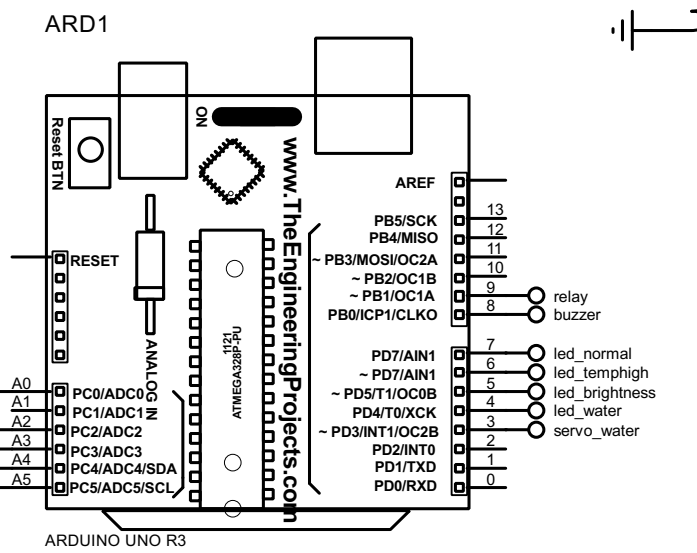 ARD1
Reset BTN
ON
www.TheEngineeringProjects.com
1121
ATMEGA328P-PU
ANALOG IN
RESET
A0 PC0/ADC0
A1 PC1/ADC1
A2 PC2/ADC2
A3 PC3/ADC3
A4 PC4/ADC4/SDA
A5 PC5/ADC5/SCL
AREF
PB5/SCK 13
PB4/MISO 12
~ PB3/MOSI/OC2A 11
~ PB2/OC1B 10
~ PB1/OC1A 9 relay
PB0/ICP1/CLKO 8 buzzer
PD7/AIN1 7 led_normal
~ PD7/AIN1 6 led_temphigh
~ PD5/T1/OC0B 5 led_brightness
PD4/T0/XCK 4 led_water
~ PD3/INT1/OC2B 3 servo_water
PD2/INT0 2
PD1/TXD 1
PD0/RXD 0
ARDUINO UNO R3